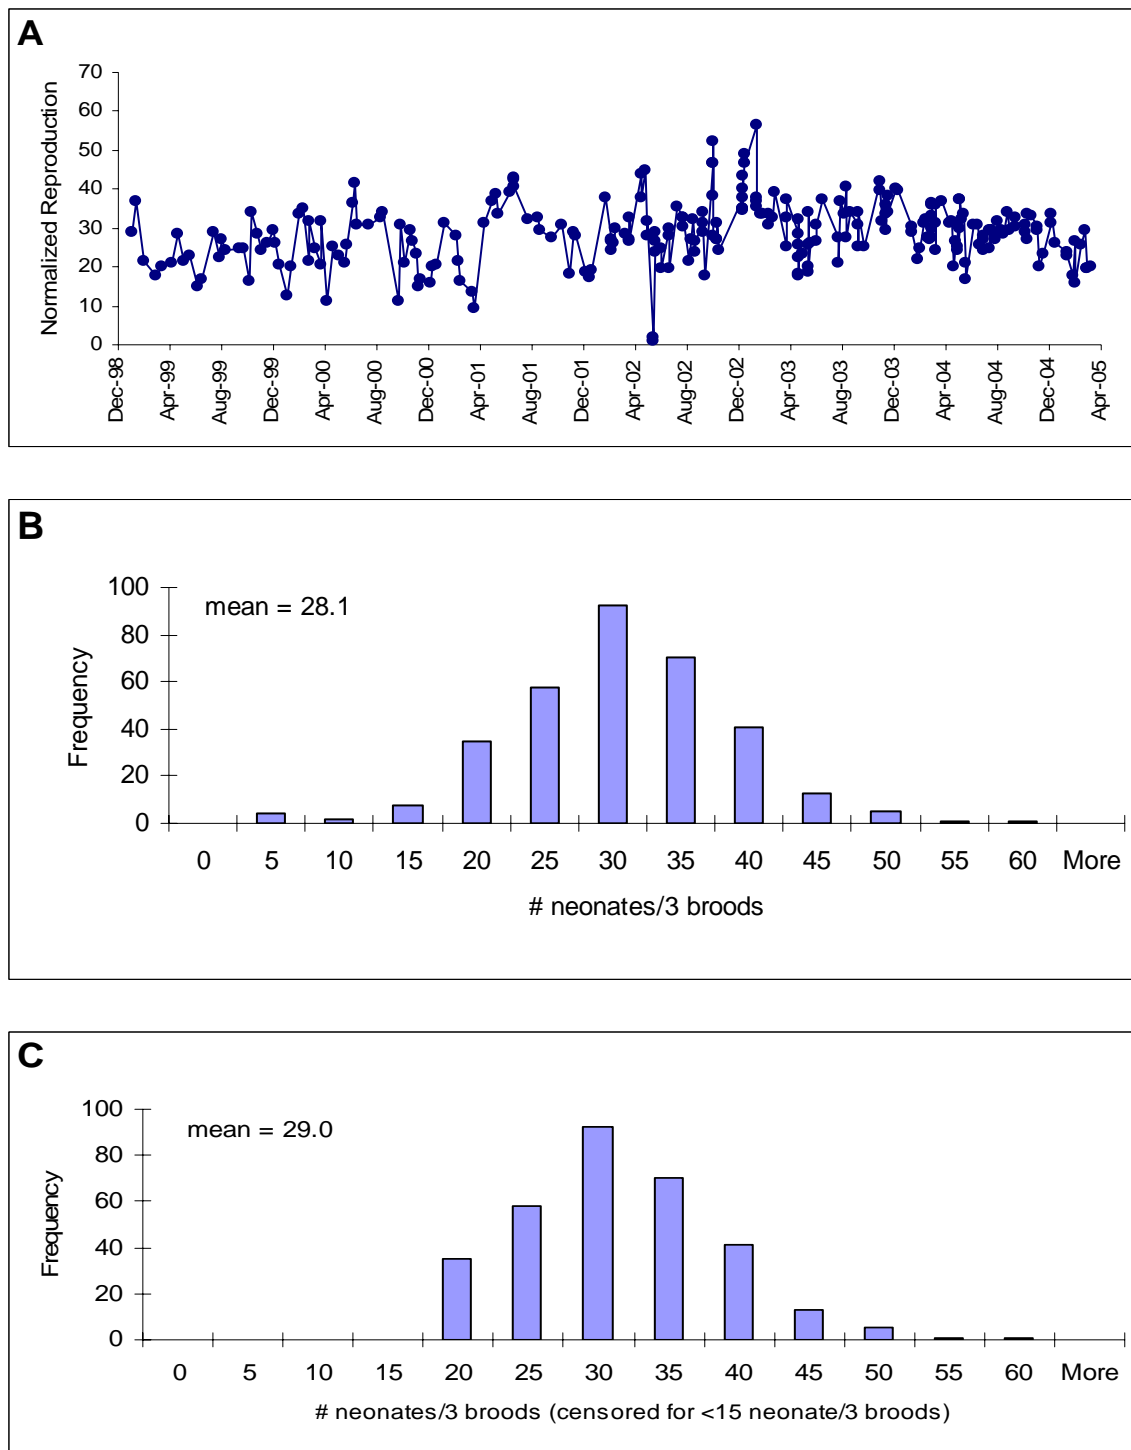 A
Normalized Reproduction
70
60
50
40
30
20
10
0
Dec-98 Apr-99 Aug-99 Dec-99 Apr-00 Aug-00 Dec-00 Apr-01 Aug-01 Dec-01 Apr-02 Aug-02 Dec-02 Apr-03 Aug-03 Dec-03 Apr-04 Aug-04 Dec-04 Apr-05
B
mean = 28.1
Frequency
100
80
60
40
20
0
0 5 10 15 20 25 30 35 40 45 50 55 60 More
# neonates/3 broods
C
mean = 29.0
Frequency
100
80
60
40
20
0
0 5 10 15 20 25 30 35 40 45 50 55 60 More
# neonates/3 broods (censored for <15 neonate/3 broods)